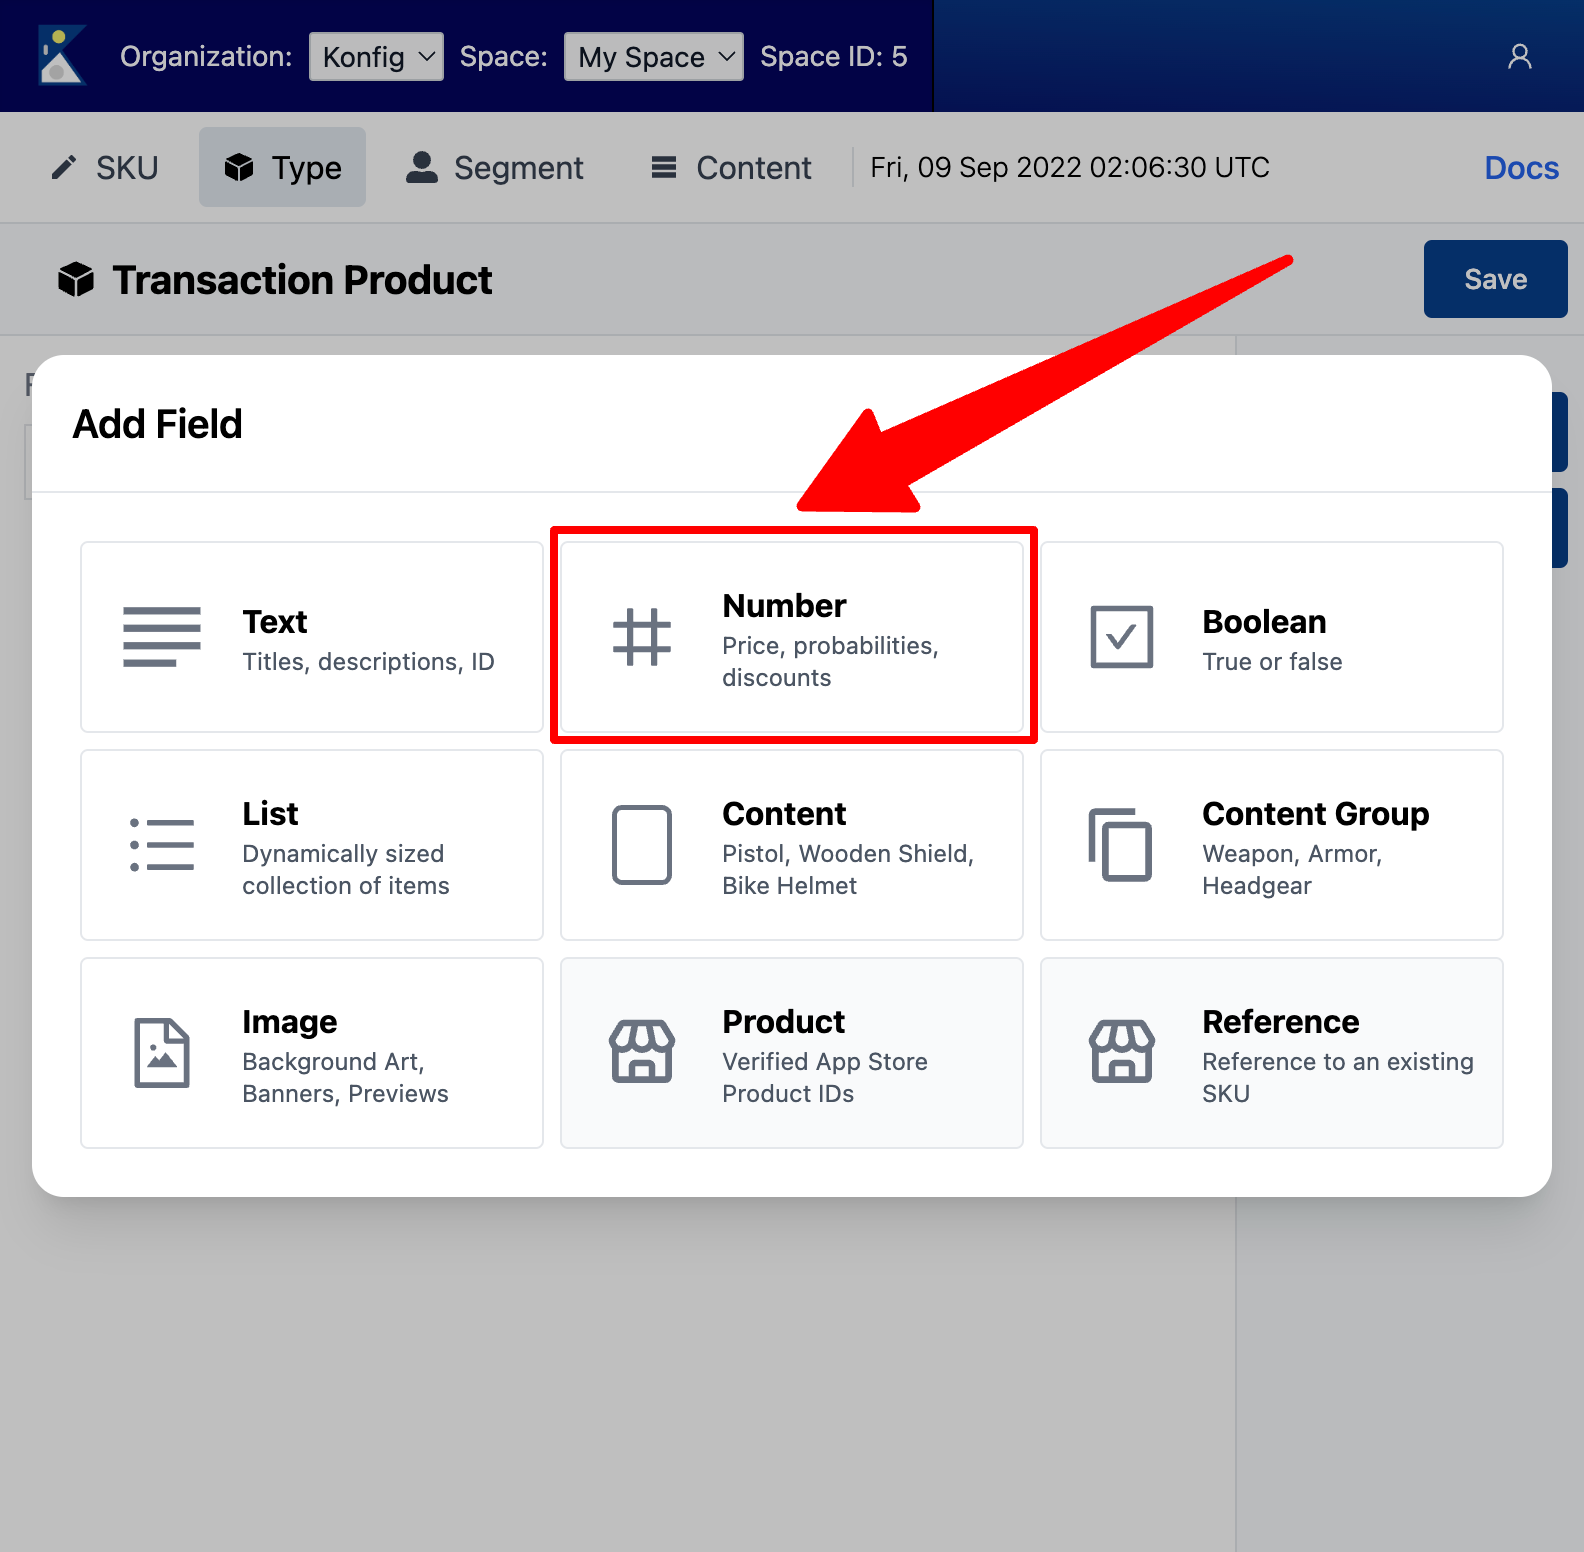 Organization: Konfig Space: My Space Space ID: 5
SKU Type Segment Content Fri, 09 Sep 2022 02:06:30 UTC Docs
Transaction Product Save
Add Field
Text
Titles, descriptions, ID
Number
Price, probabilities,
discounts
Boolean
True or false
List
Dynamically sized
collection of items
Content
Pistol, Wooden Shield,
Bike Helmet
Content Group
Weapon, Armor,
Headgear
Image
Background Art,
Banners, Previews
Product
Verified App Store
Product IDs
Reference
Reference to an existing
SKU